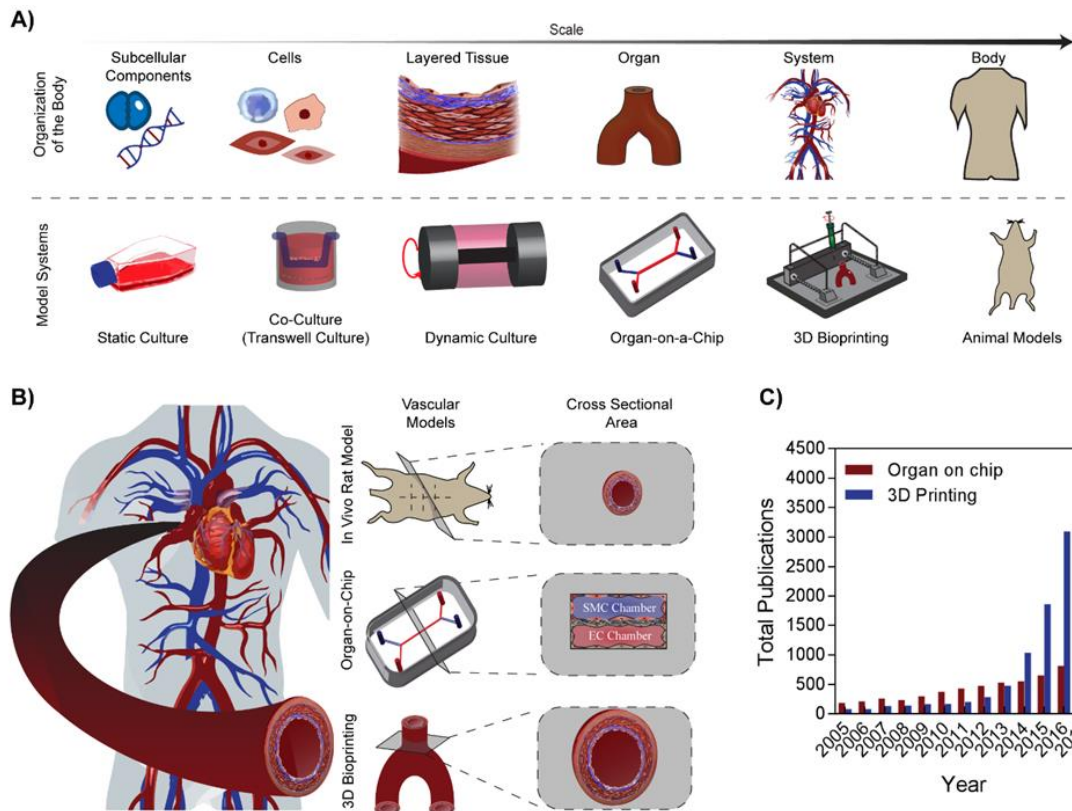 A)
Scale
Organization
of the Body
Subcellular
Components
Cells
Layered Tissue
Organ
System
Body
Model Systems
Static Culture
Co-Culture
(Transwell Culture)
Dynamic Culture
Organ-on-a-Chip
3D Bioprinting
Animal Models
B)
Vascular
Models
Cross Sectional
Area
In Vivo Rat Model
Organ-on-Chip
SMC Chamber
EC Chamber
3D Bioprinting
C)
Total Publications
4500
4000
3500
3000
2500
2000
1500
1000
500
0
Organ on chip
3D Printing
2005
2006
2007
2008
2009
2010
2011
2012
2013
2014
2015
2016
Year